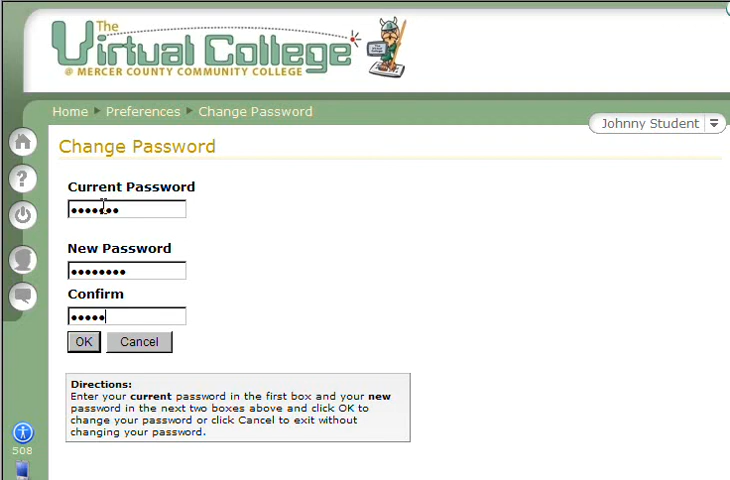 The
Virtual College
@ MERCER COUNTY COMMUNITY COLLEGE
Home Preferences Change Password
Johnny Student
Change Password
Current Password
•••••••
New Password
••••••••
Confirm
•••••
OK Cancel
Directions:
Enter your current password in the first box and your new
password in the next two boxes above and click OK to
change your password or click Cancel to exit without
changing your password.
?
508